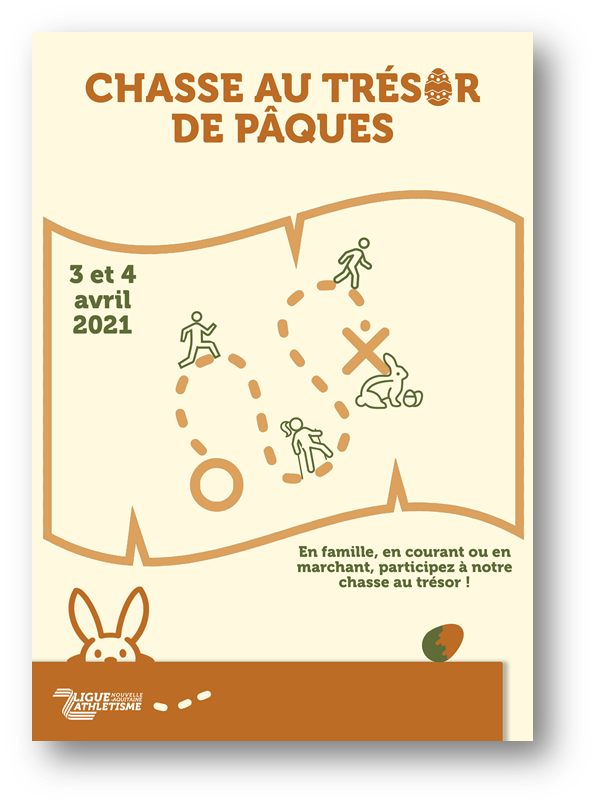 CHASSE AU TRÉSOR
DE PÂQUES
3 et 4
avril
2021
En famille, en courant ou en
marchant, participez à notre
chasse au trésor !
LIGUE NOUVELLE
-AQUITAINE
ATHLETISME